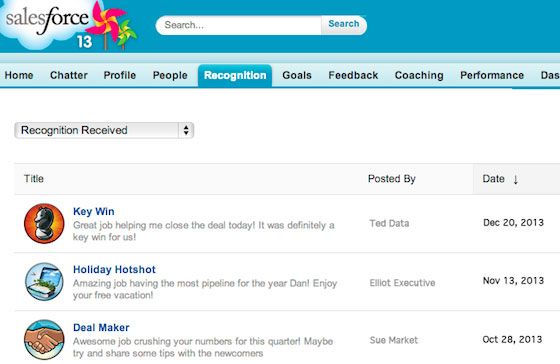 salesforce
13
Search...
Search
Home Chatter Profile People Recognition Goals Feedback Coaching Performance Das
Recognition Received
Title Posted By Date ↓
Key Win
Great job helping me close the deal today! It was definitely a
key win for us!
Ted Data
Dec 20, 2013
Holiday Hotshot
Amazing job having the most pipeline for the year Dan! Enjoy
your free vacation!
Elliot Executive
Nov 13, 2013
Deal Maker
Awesome job crushing your numbers for this quarter! Maybe
try and share some tips with the newcomers
Sue Market
Oct 28, 2013